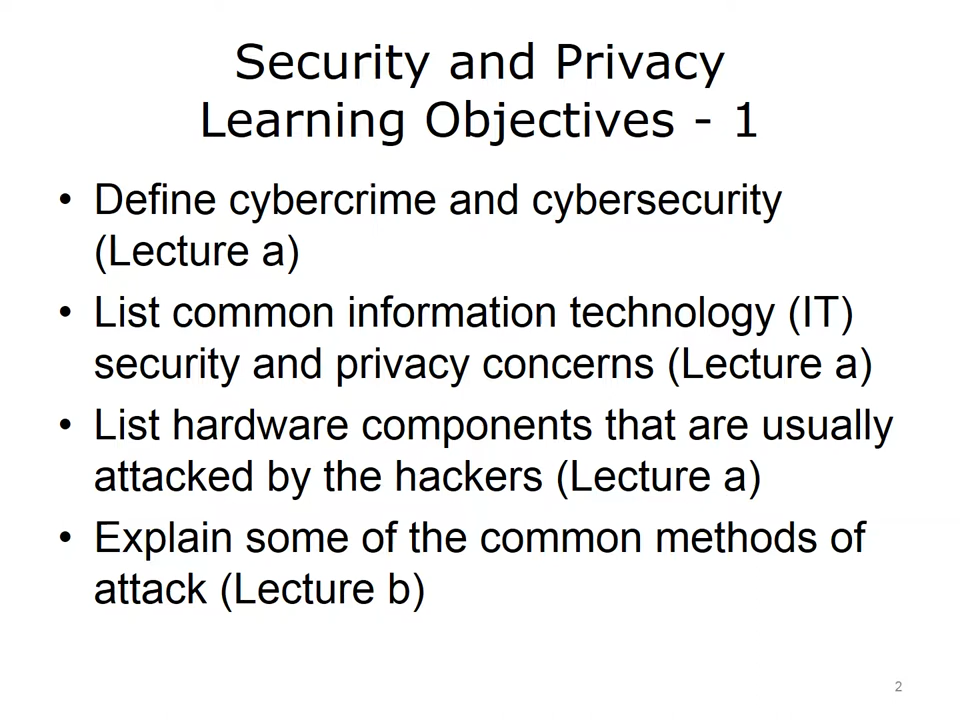 Security and Privacy
Learning Objectives - 1
• Define cybercrime and cybersecurity
(Lecture a)
• List common information technology (IT)
security and privacy concerns (Lecture a)
• List hardware components that are usually
attacked by the hackers (Lecture a)
• Explain some of the common methods of
attack (Lecture b)
2